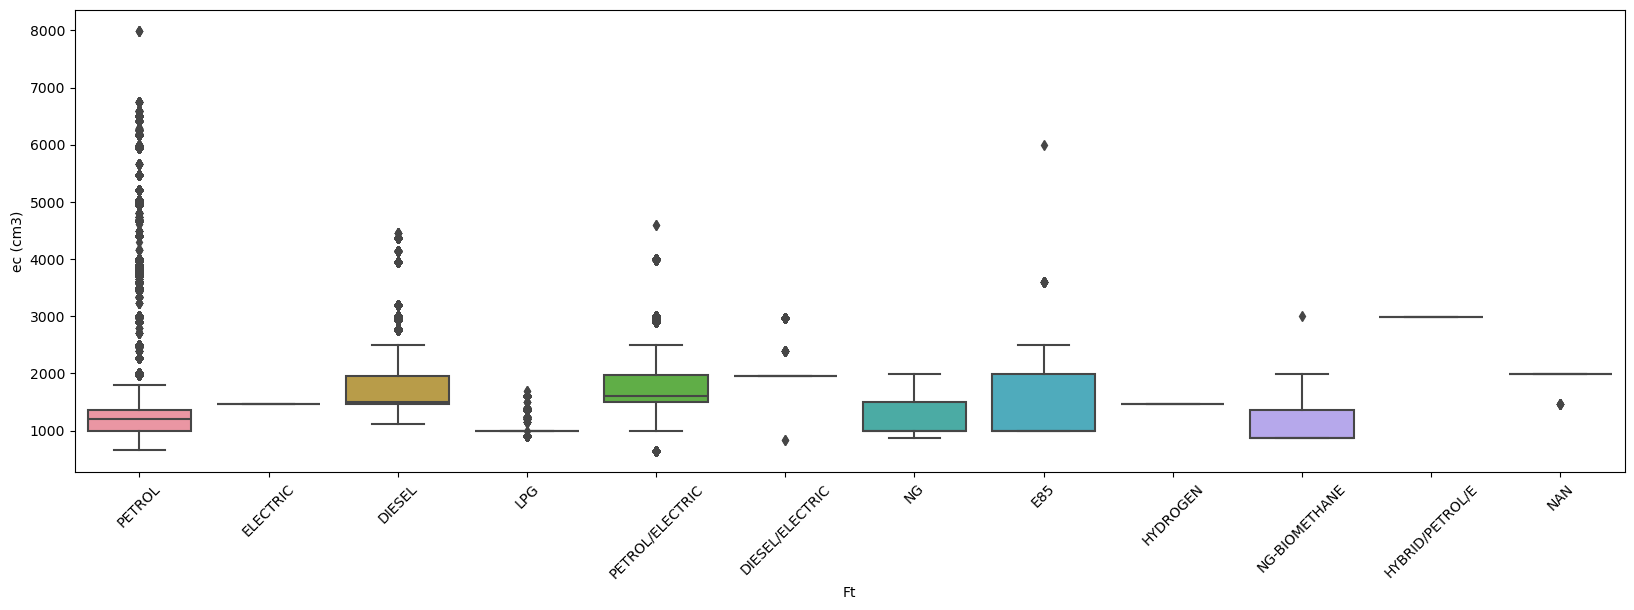 8000
7000
6000
5000
4000
3000
2000
1000
ec (cm3)
PETROL
ELECTRIC
DIESEL
LPG
PETROL/ELECTRIC
DIESEL/ELECTRIC
NG
E85
HYDROGEN
NG-BIOMETHANE
HYBRID/PETROL/E
NAN
Ft